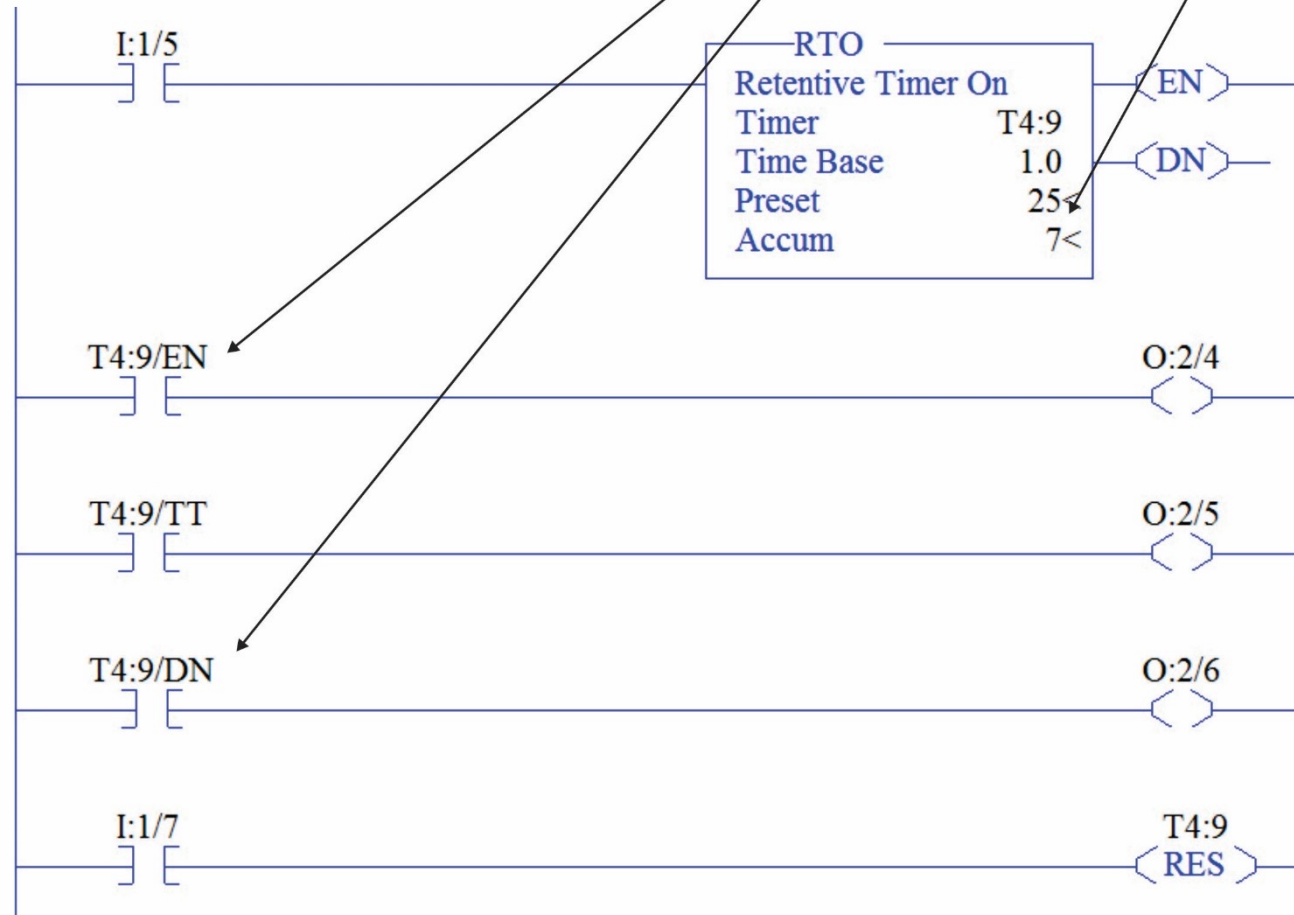 I:1/5
RTO
Retentive Timer On
Timer T4:9
Time Base 1.0
Preset 25<
Accum 7<
EN
DN
T4:9/EN
O:2/4
T4:9/TT
O:2/5
T4:9/DN
O:2/6
I:1/7
T4:9
RES